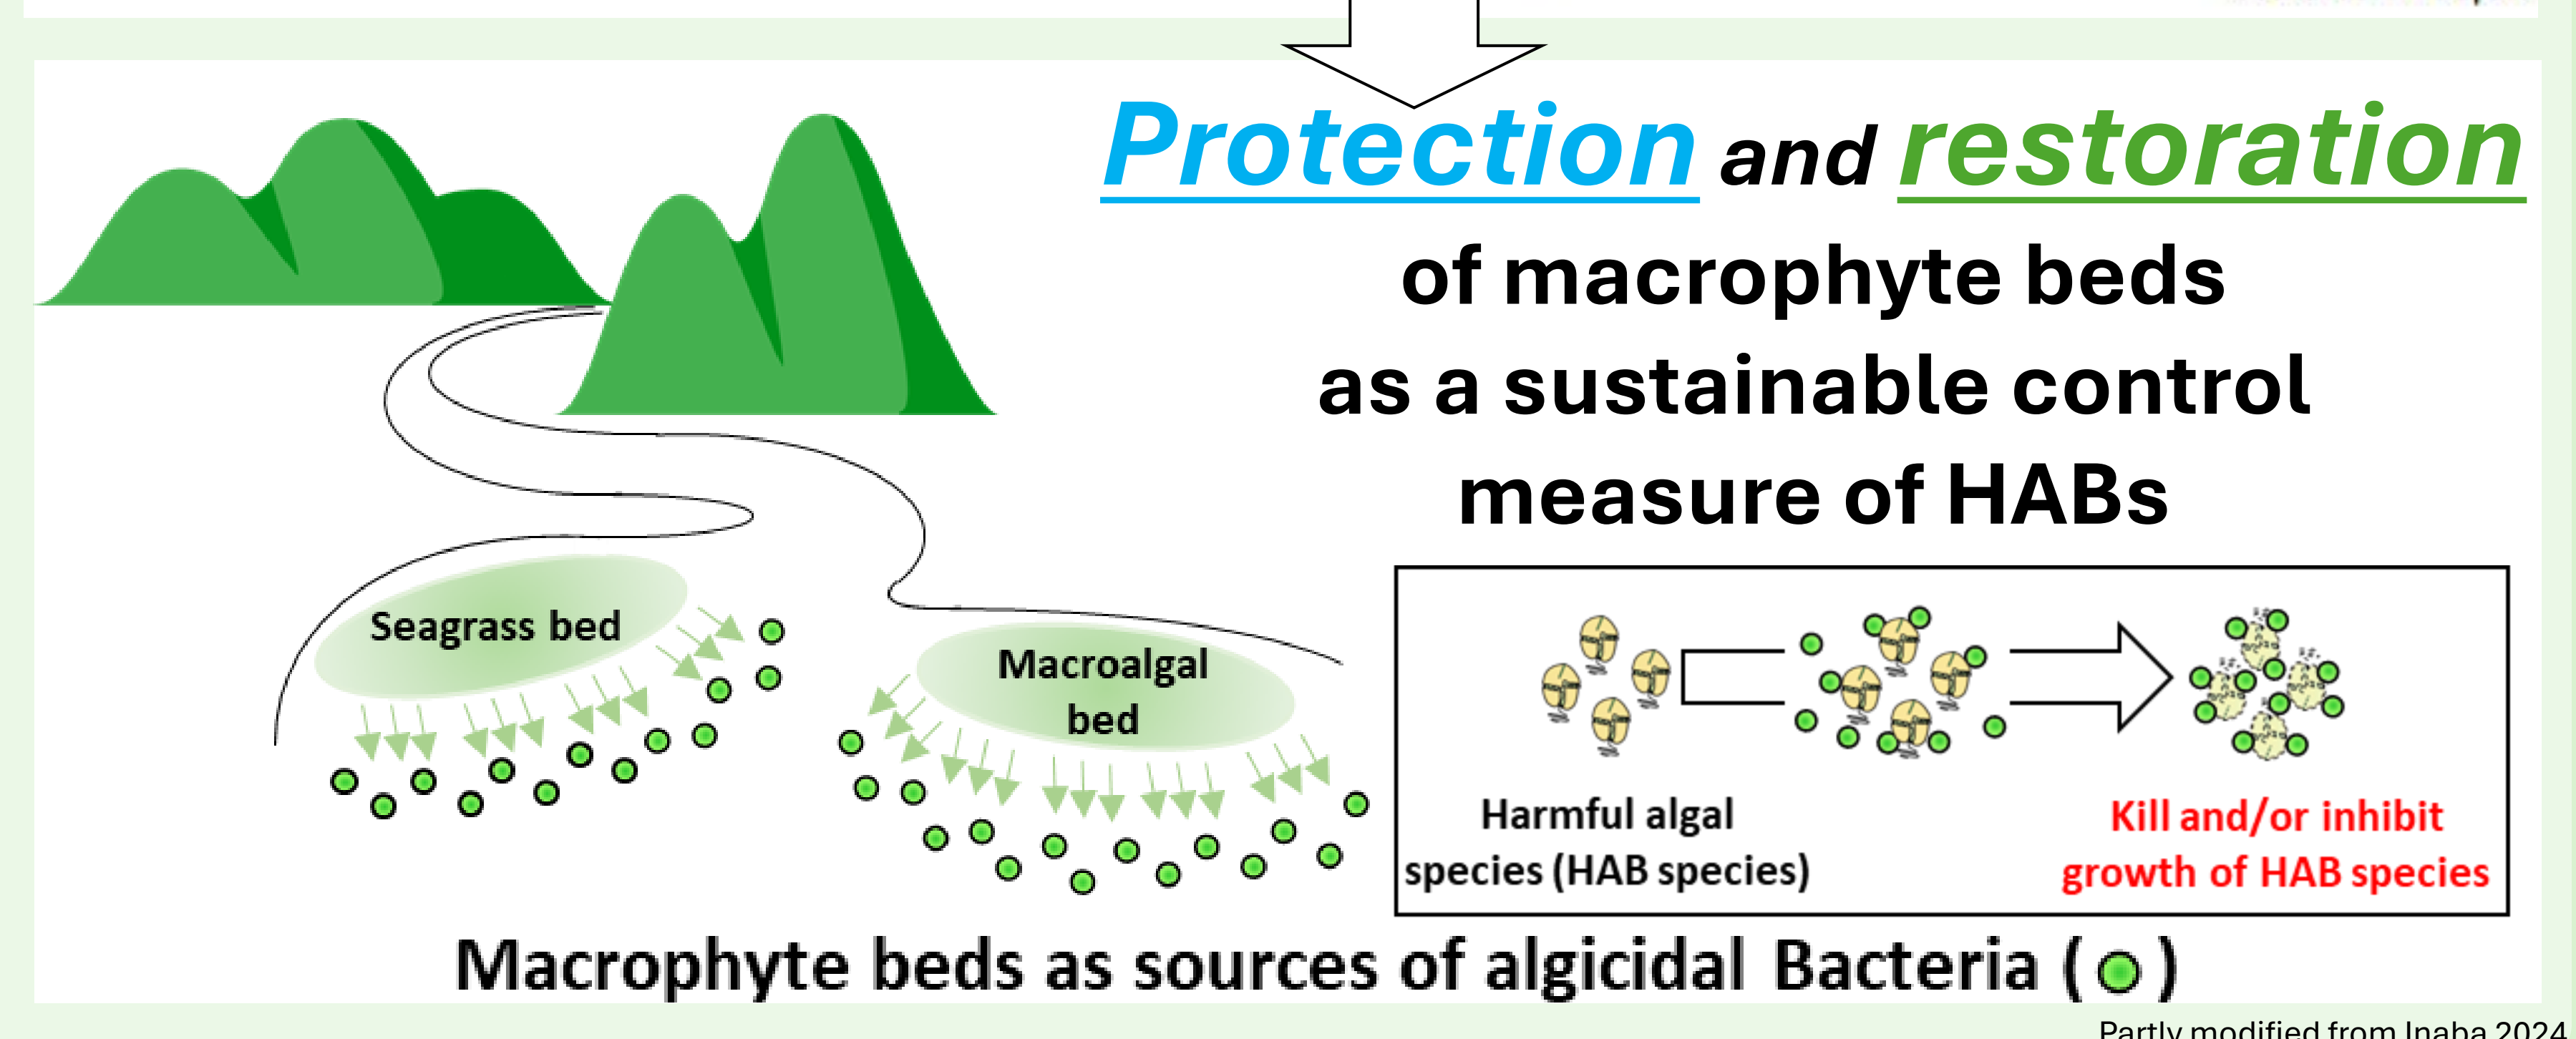 Protection and restoration
of macrophyte beds
as a sustainable control
measure of HABs
Seagrass bed
Macroalgal
bed
Harmful algal
species (HAB species)
Kill and/or inhibit
growth of HAB species
Macrophyte beds as sources of algicidal Bacteria ( )
Partly modified from Inaba 2024